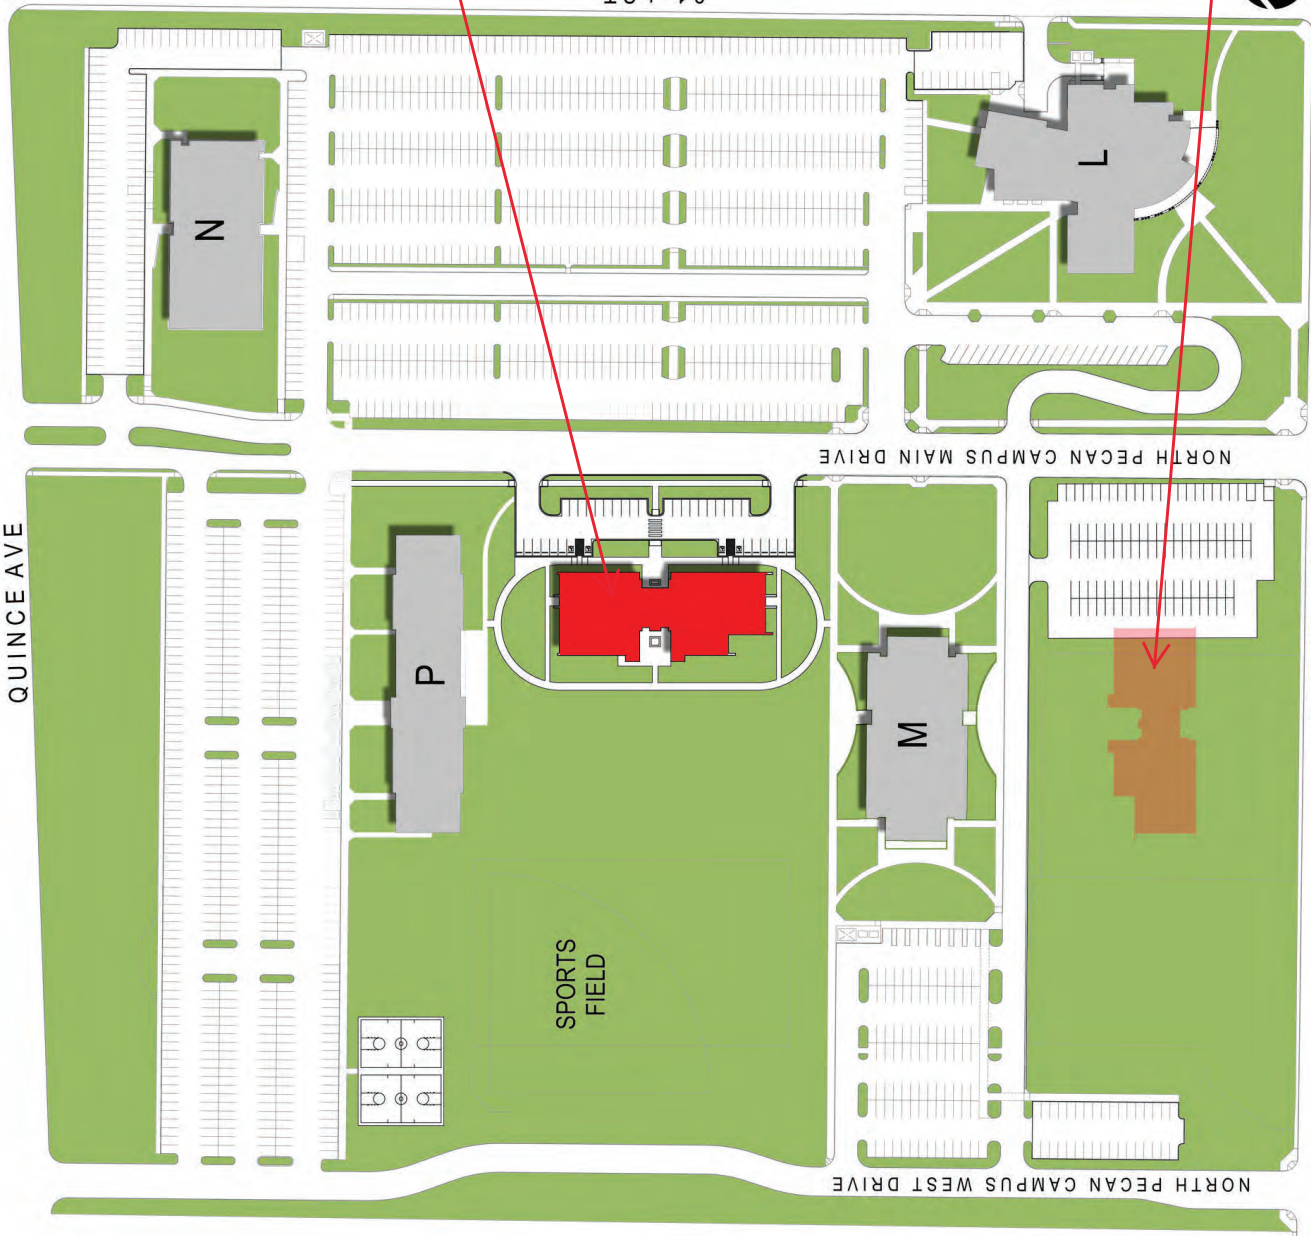 N
L
NORTH PECAN CAMPUS MAIN DRIVE
QUINCE AVE
P
M
SPORTS
FIELD
NORTH PECAN CAMPUS WEST DRIVE